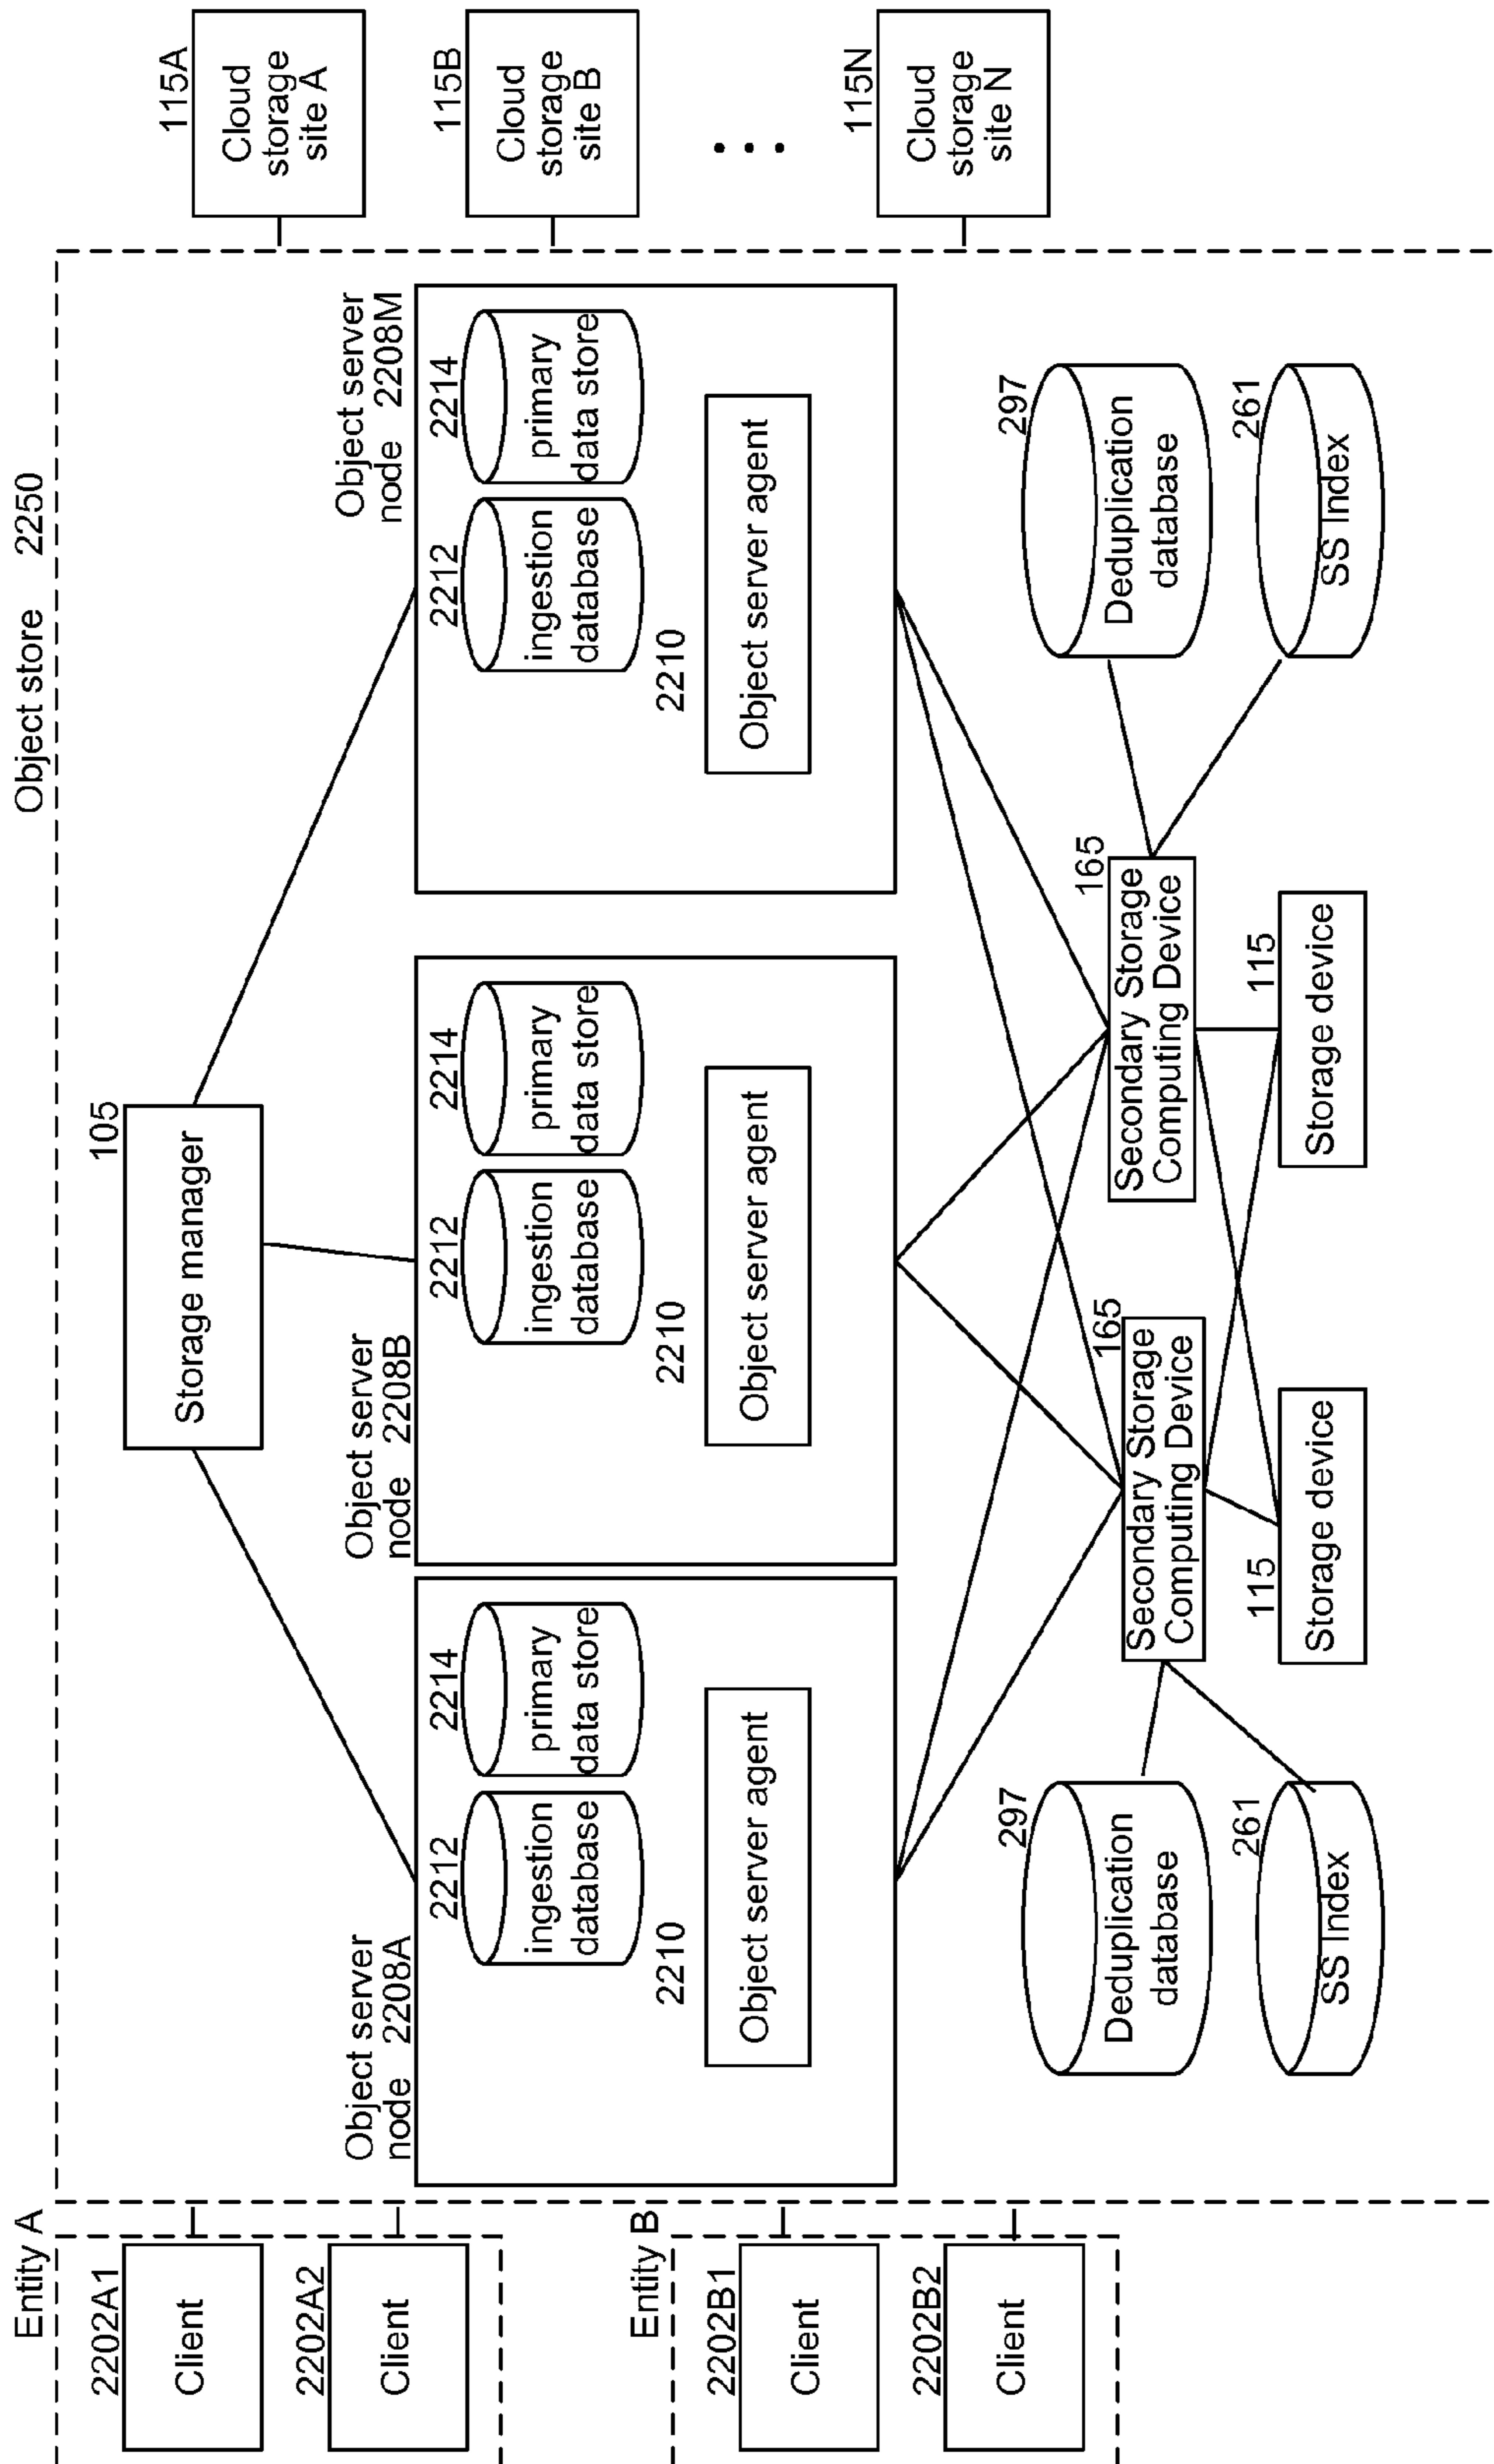 Object store 2250
Entity A
2202A1
Client
2202A2
Client
Entity B
2202B1
Client
2202B2
Client
105
Storage manager
Object server
node 2208A
2212
ingestion
database
2214
primary
data store
2210
Object server agent
Object server
node 2208B
2212
ingestion
database
2214
primary
data store
2210
Object server agent
Object server
node 2208M
2212
ingestion
database
2214
primary
data store
2210
Object server agent
297
Deduplication
database
261
SS Index
165
Secondary Storage
Computing Device
115
Storage device
165
Secondary Storage
Computing Device
115
Storage device
297
Deduplication
database
261
SS Index
115A
Cloud
storage
site A
115B
Cloud
storage
site B
115N
Cloud
storage
site N